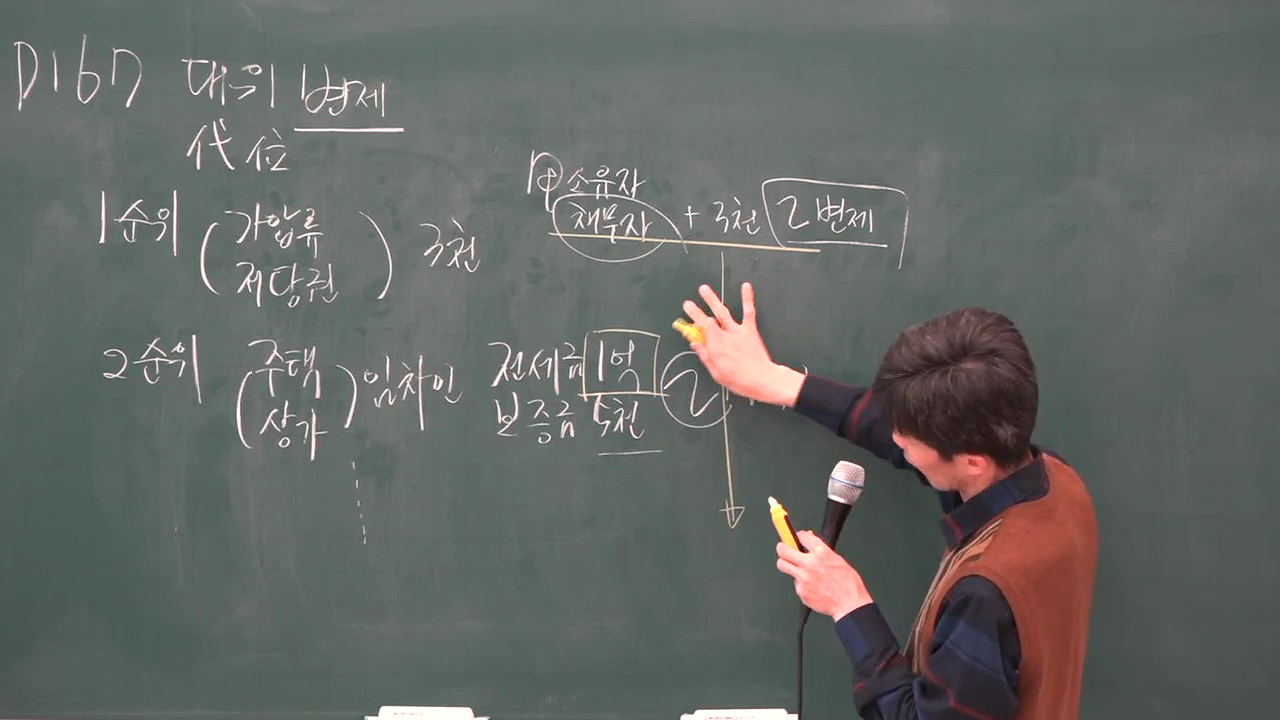 D167 대위 변제
代位
1순위 (가압류 저당권) 3천
甲 소유자
채무자 + 3천 乙 변제
2순위 (주택 상가) 임차인
전세금 1억 乙
보증금 5천